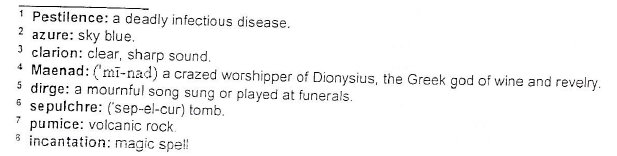 1 Pestilence: a deadly infectious disease.
2 azure: sky blue.
3 clarion: clear, sharp sound.
4 Maenad: ('mī-nad) a crazed worshipper of Dionysius, the Greek god of wine and revelry.
5 dirge: a mournful song sung or played at funerals.
6 sepulchre: ('sep-el-cur) tomb.
7 pumice: volcanic rock.
8 incantation: magic spell